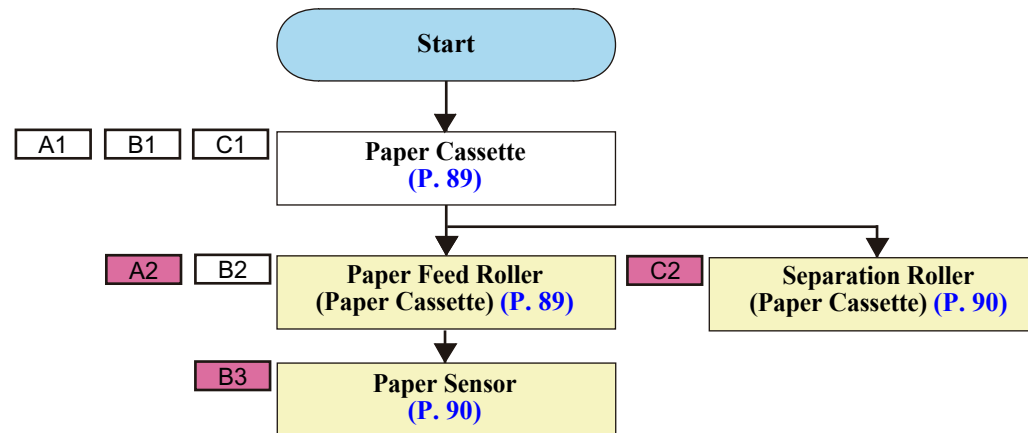 Start
A1
B1
C1
Paper Cassette
(P. 89)
A2
B2
Paper Feed Roller
(Paper Cassette) (P. 89)
C2
Separation Roller
(Paper Cassette) (P. 90)
B3
Paper Sensor
(P. 90)